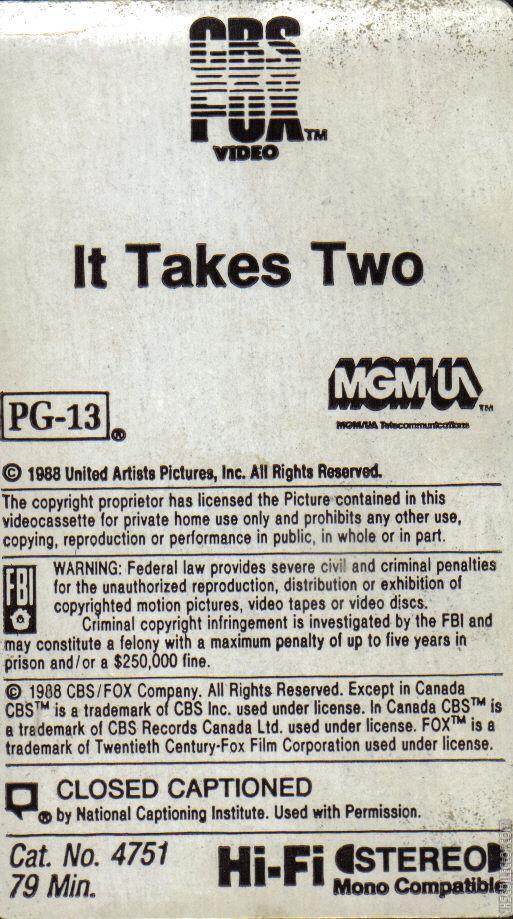 CBS
FOX™
VIDEO
It Takes Two
MGM/UA™
MGM/UA Telecommunications
PG-13®
© 1988 United Artists Pictures, Inc. All Rights Reserved.
The copyright proprietor has licensed the Picture contained in this
videocassette for private home use only and prohibits any other use,
copying, reproduction or performance in public, in whole or in part.
FBI
WARNING: Federal law provides severe civil and criminal penalties
for the unauthorized reproduction, distribution or exhibition of
copyrighted motion pictures, video tapes or video discs.
Criminal copyright infringement is investigated by the FBI and
may constitute a felony with a maximum penalty of up to five years in
prison and/or a $250,000 fine.
© 1988 CBS/FOX Company. All Rights Reserved. Except in Canada
CBS™ is a trademark of CBS Inc. used under license. In Canada CBS™ is
a trademark of CBS Records Canada Ltd. used under license. FOX™ is a
trademark of Twentieth Century-Fox Film Corporation used under license.
CLOSED CAPTIONED
® by National Captioning Institute. Used with Permission.
Cat. No. 4751
79 Min.
Hi-Fi STEREO
Mono Compatible